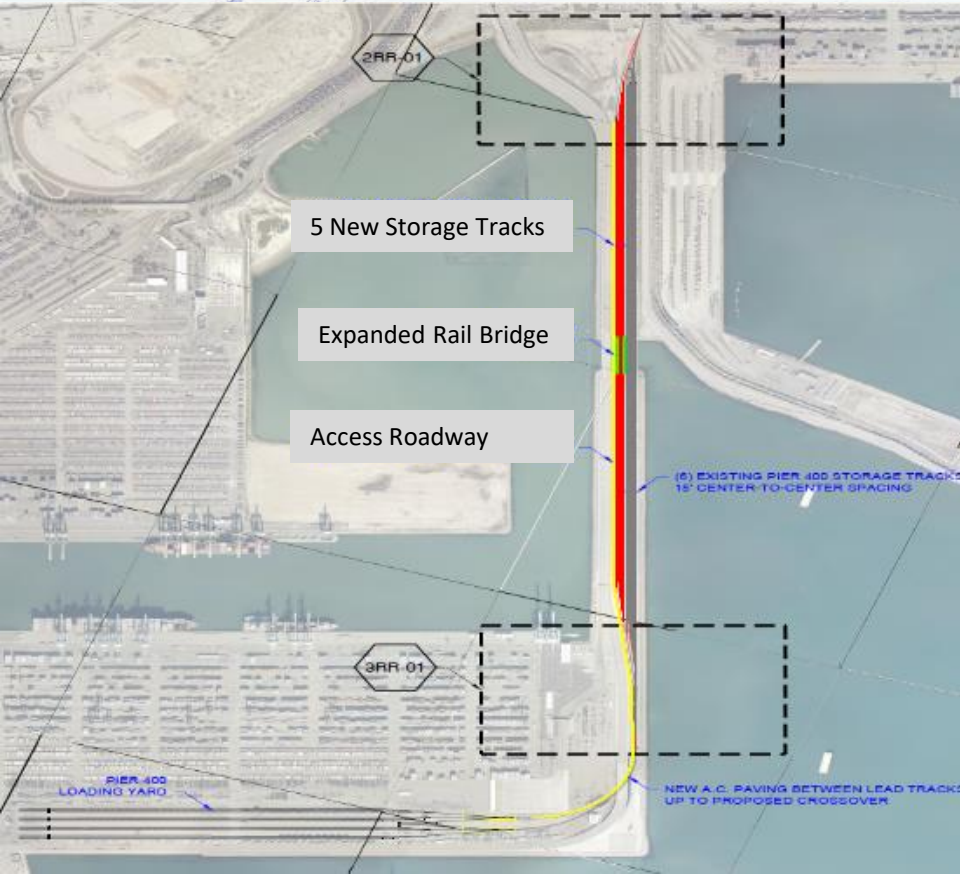 2RR-01
5 New Storage Tracks
Expanded Rail Bridge
Access Roadway
(6) EXISTING PIER 400 STORAGE TRACKS
15' CENTER-TO-CENTER SPACING
3RR-01
PIER 400
LOADING YARD
NEW A.C. PAVING BETWEEN LEAD TRACKS
UP TO PROPOSED CROSSOVER